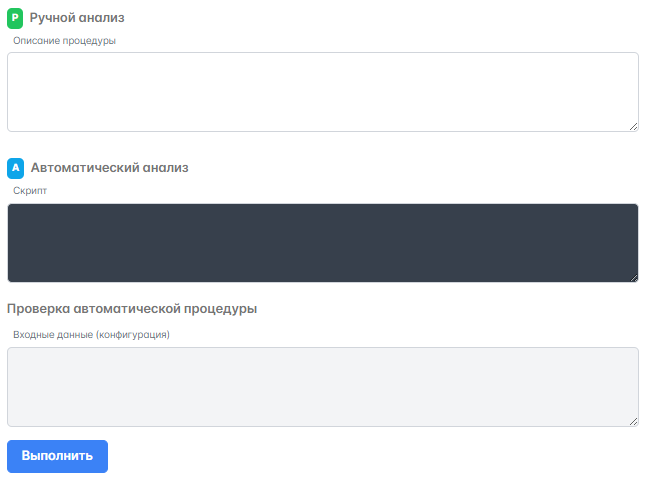 Р Ручной анализ
Описание процедуры
А Автоматический анализ
Скрипт
Проверка автоматической процедуры
Входные данные (конфигурация)
Выполнить